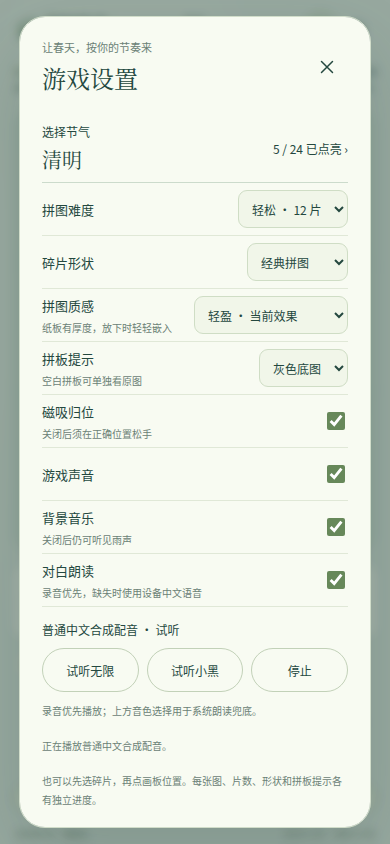 让春天，按你的节奏来
游戏设置
选择节气
清明
5 / 24 已点亮 ›
拼图难度
轻松 · 12 片
碎片形状
经典拼图
拼图质感
纸板有厚度，放下时轻轻嵌入
轻盈 · 当前效果
拼板提示
空白拼板可单独看原图
灰色底图
磁吸归位
关闭后须在正确位置松手
游戏声音
背景音乐
关闭后仍可听见雨声
对白朗读
录音优先，缺失时使用设备中文语音
普通中文合成配音 · 试听
试听无限
试听小黑
停止
录音优先播放；上方音色选择用于系统朗读兜底。
正在播放普通中文合成配音。
也可以先选碎片，再点画板位置。每张图、片数、形状和拼板提示各
有独立进度。